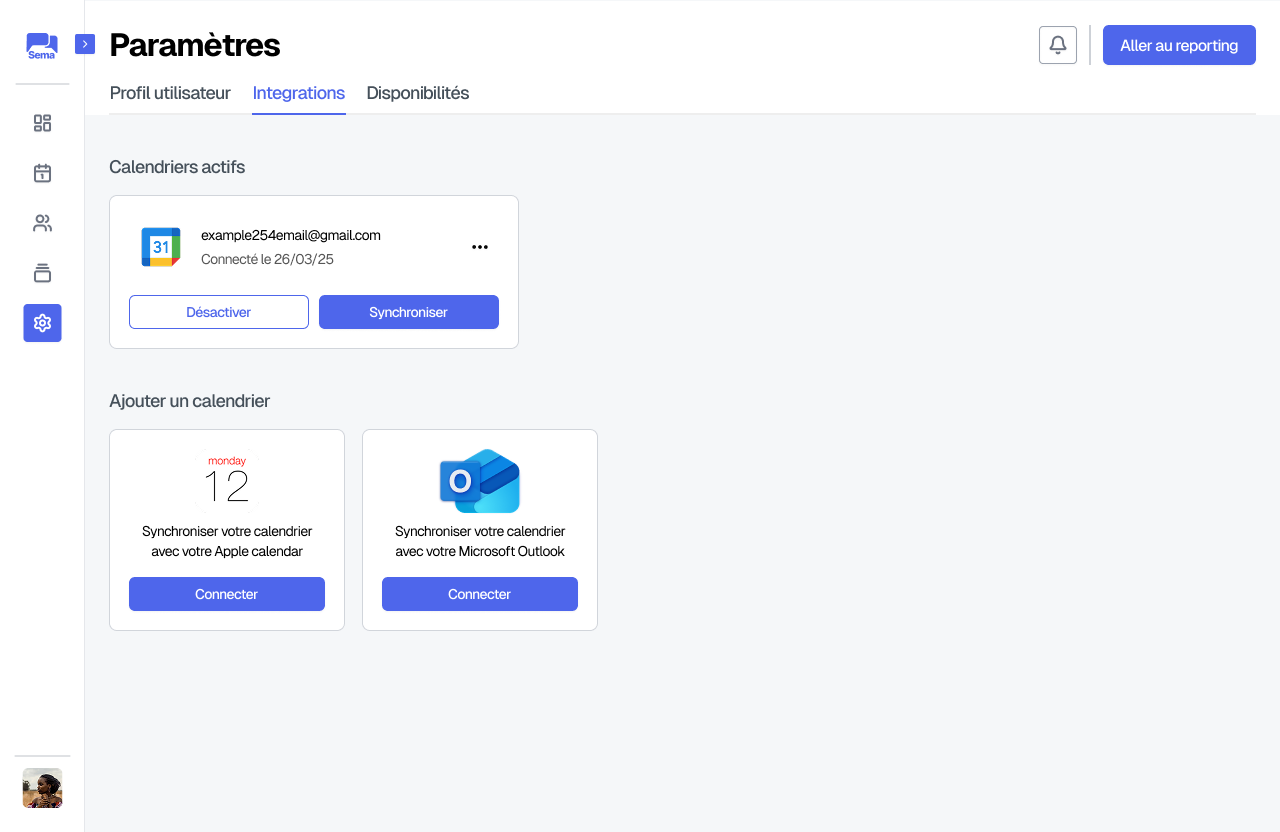 Sema
Paramètres
Aller au reporting
Profil utilisateur
Integrations
Disponibilités
Calendriers actifs
31
example254email@gmail.com
Connecté le 26/03/25
Désactiver
Synchroniser
Ajouter un calendrier
monday
12
Synchroniser votre calendrier
avec votre Apple calendar
Connecter
O
Synchroniser votre calendrier
avec votre Microsoft Outlook
Connecter